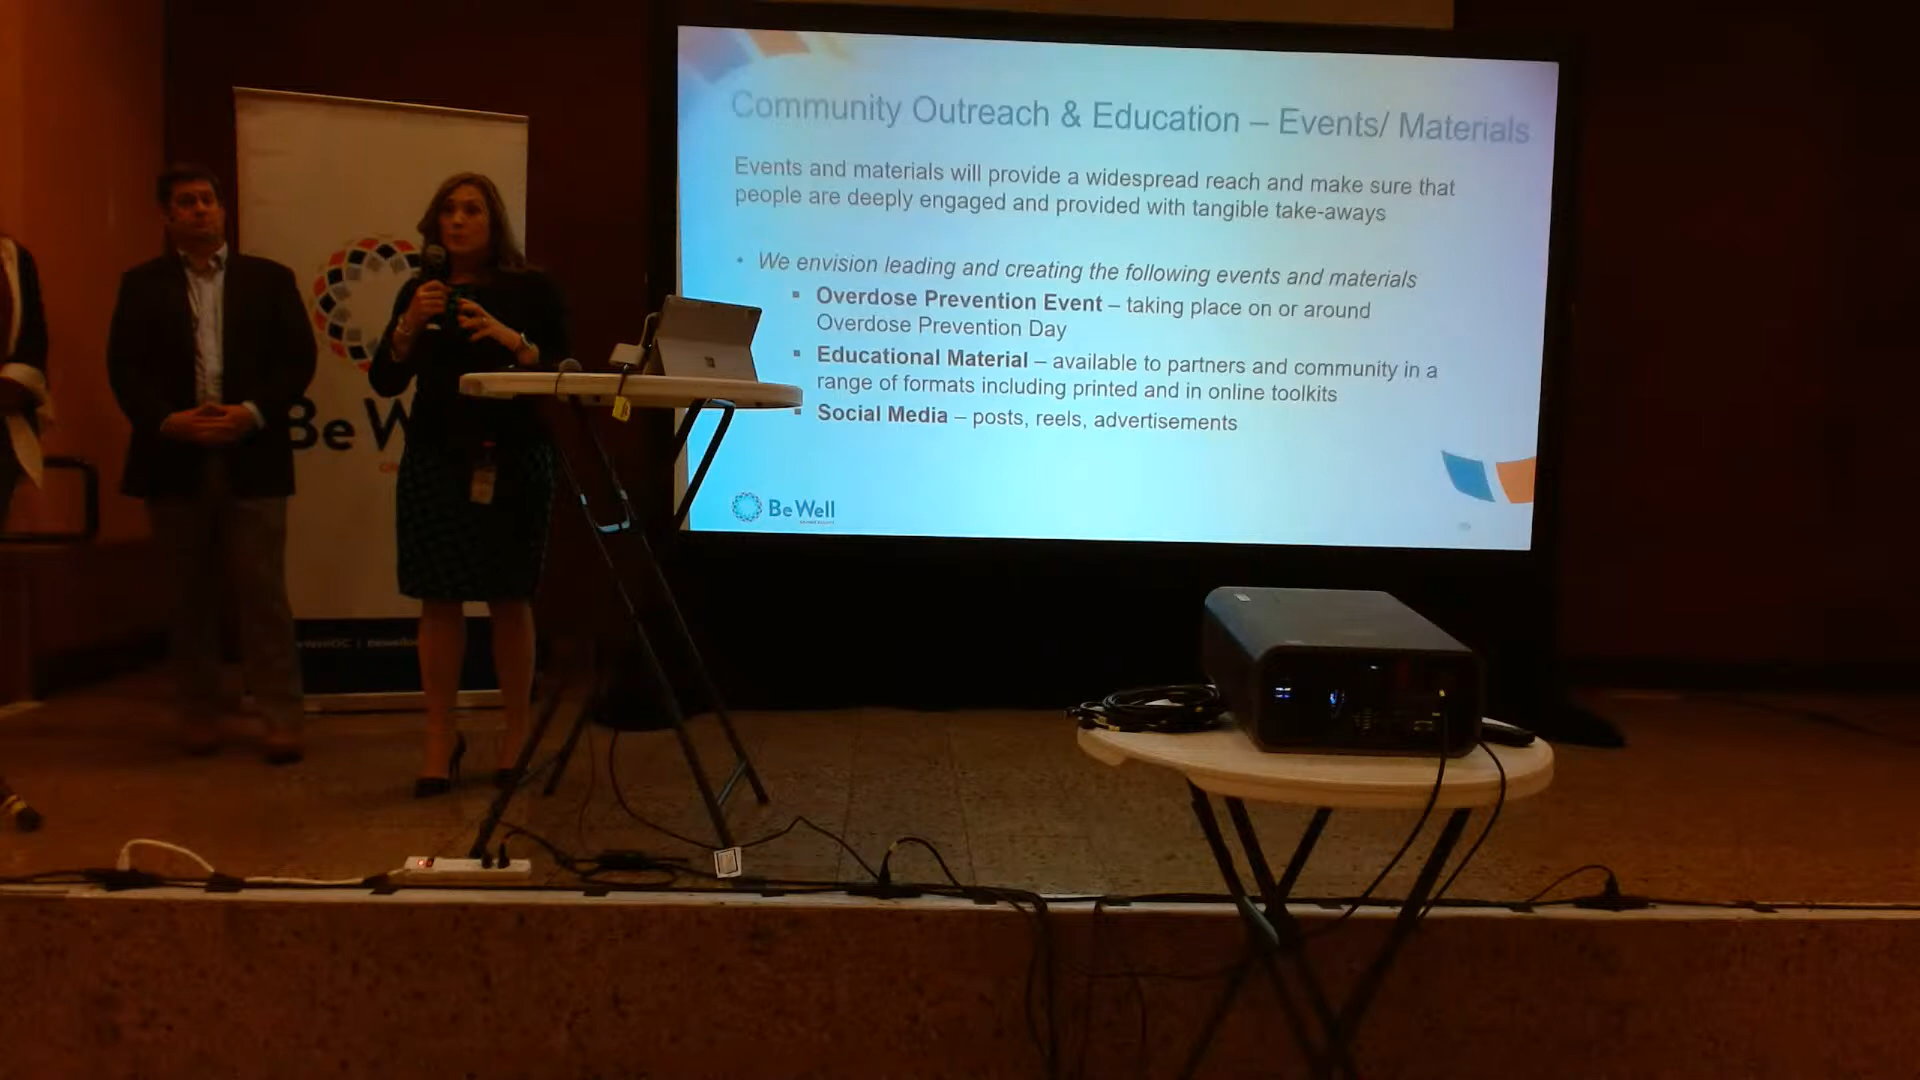 Community Outreach & Education – Events/ Materials
Events and materials will provide a widespread reach and make sure that
people are deeply engaged and provided with tangible take-aways
• We envision leading and creating the following events and materials
▪ Overdose Prevention Event – taking place on or around
Overdose Prevention Day
▪ Educational Material – available to partners and community in a
range of formats including printed and in online toolkits
▪ Social Media – posts, reels, advertisements
Be Well
Be W